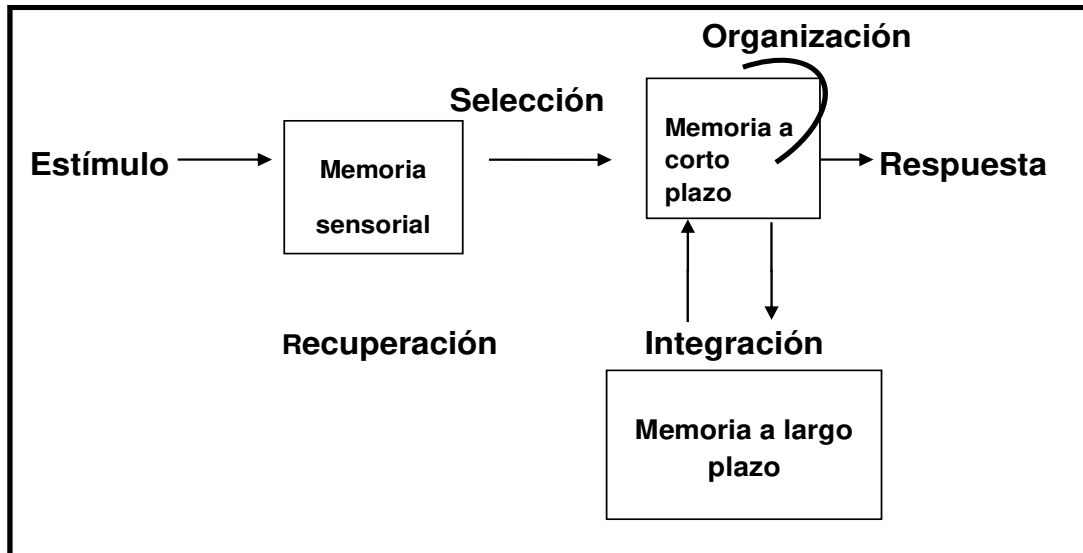 Organización
Selección
Estímulo
Memoria
sensorial
Memoria a
corto
plazo
Respuesta
Recuperación
Integración
Memoria a largo
plazo